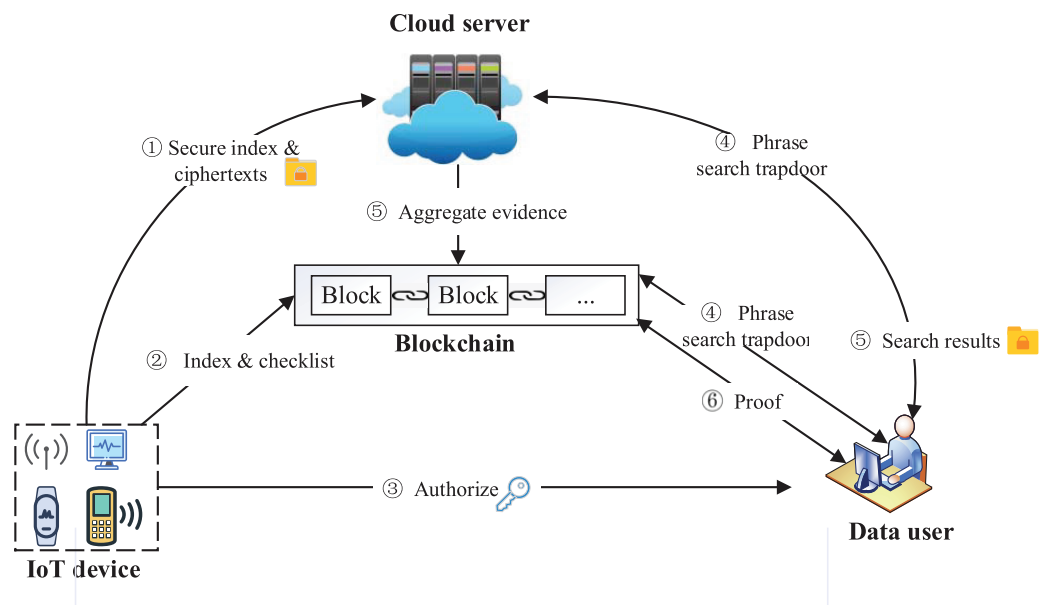 Cloud server
① Secure index &
ciphertexts
④ Phrase
search trapdoor
⑤ Aggregate evidence
Block
Block
...
Blockchain
④ Phrase
search trapdoor
⑤ Search results
② Index & checklist
⑥ Proof
③ Authorize
Data user
IoT device